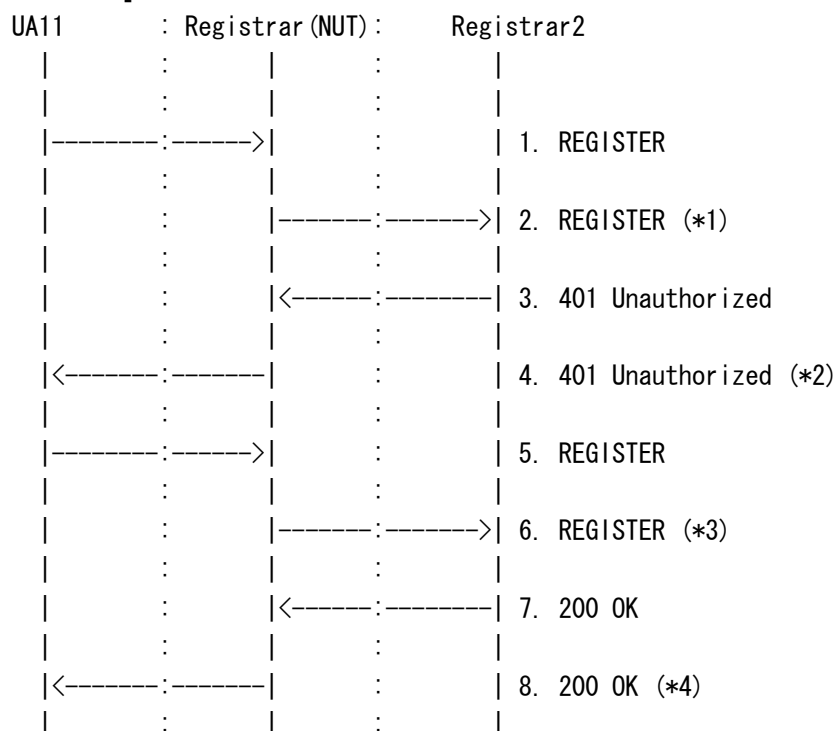 UA11 : Registrar(NUT): Registrar2
| : | : |
| : | : |
|--------:------>| : | 1. REGISTER
| : | : |
| : |-------:------->| 2. REGISTER (*1)
| : | : |
| : |<------:--------| 3. 401 Unauthorized
| : | : |
|<-------:-------| : | 4. 401 Unauthorized (*2)
| : | : |
|--------:------>| : | 5. REGISTER
| : | : |
| : |-------:------->| 6. REGISTER (*3)
| : | : |
| : |<------:--------| 7. 200 OK
| : | : |
|<-------:-------| : | 8. 200 OK (*4)
| : | : |